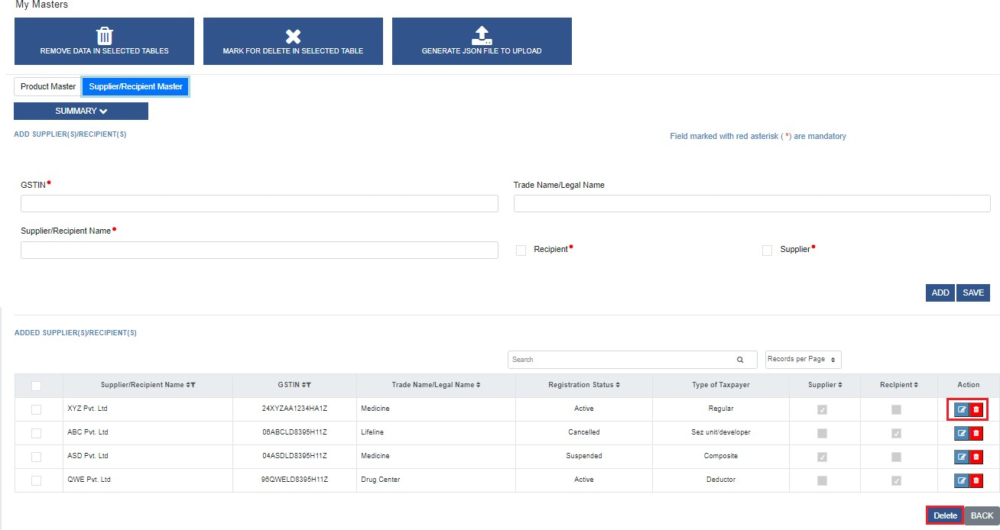 My Masters
REMOVE DATA IN SELECTED TABLES
MARK FOR DELETE IN SELECTED TABLE
GENERATE JSON FILE TO UPLOAD
Product Master
Supplier/Recipient Master
SUMMARY
ADD SUPPLIER(S)/RECIPIENT(S)
Field marked with red asterisk ( *) are mandatory
GSTIN
Trade Name/Legal Name
Supplier/Recipient Name
Recipient
Supplier
ADD
SAVE
ADDED SUPPLIER(S)/RECIPIENT(S)
Search
Records per Page
Supplier/Recipient Name GSTIN Trade Name/Legal Name Registration Status Type of Taxpayer Supplier Recipient Action
XYZ Pvt. Ltd 24XYZAA1234HA1Z Medicine Active Regular
ABC Pvt. Ltd 06ABCLD8395H11Z Lifeline Cancelled Sez unit/developer
ASD Pvt. Ltd 04ASDLD8395H11Z Medicine Suspended Composite
QWE Pvt. Ltd 96QWELD8395H11Z Drug Center Active Deductor
Delete
BACK